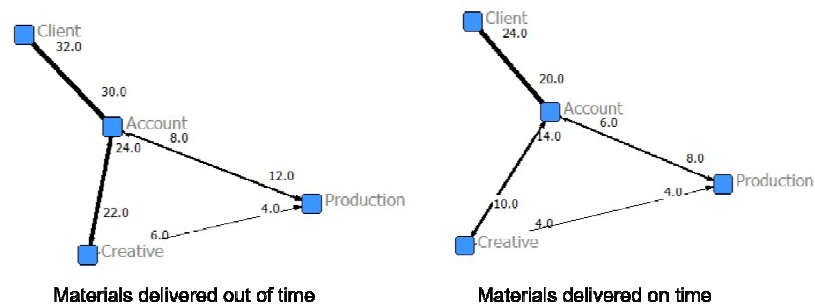 Client
32.0
30.0
Account
24.0
8.0
12.0
Production
4.0
22.0
6.0
Creative
Materials delivered out of time
Client
24.0
20.0
Account
14.0
6.0
8.0
Production
4.0
10.0
4.0
Creative
Materials delivered on time